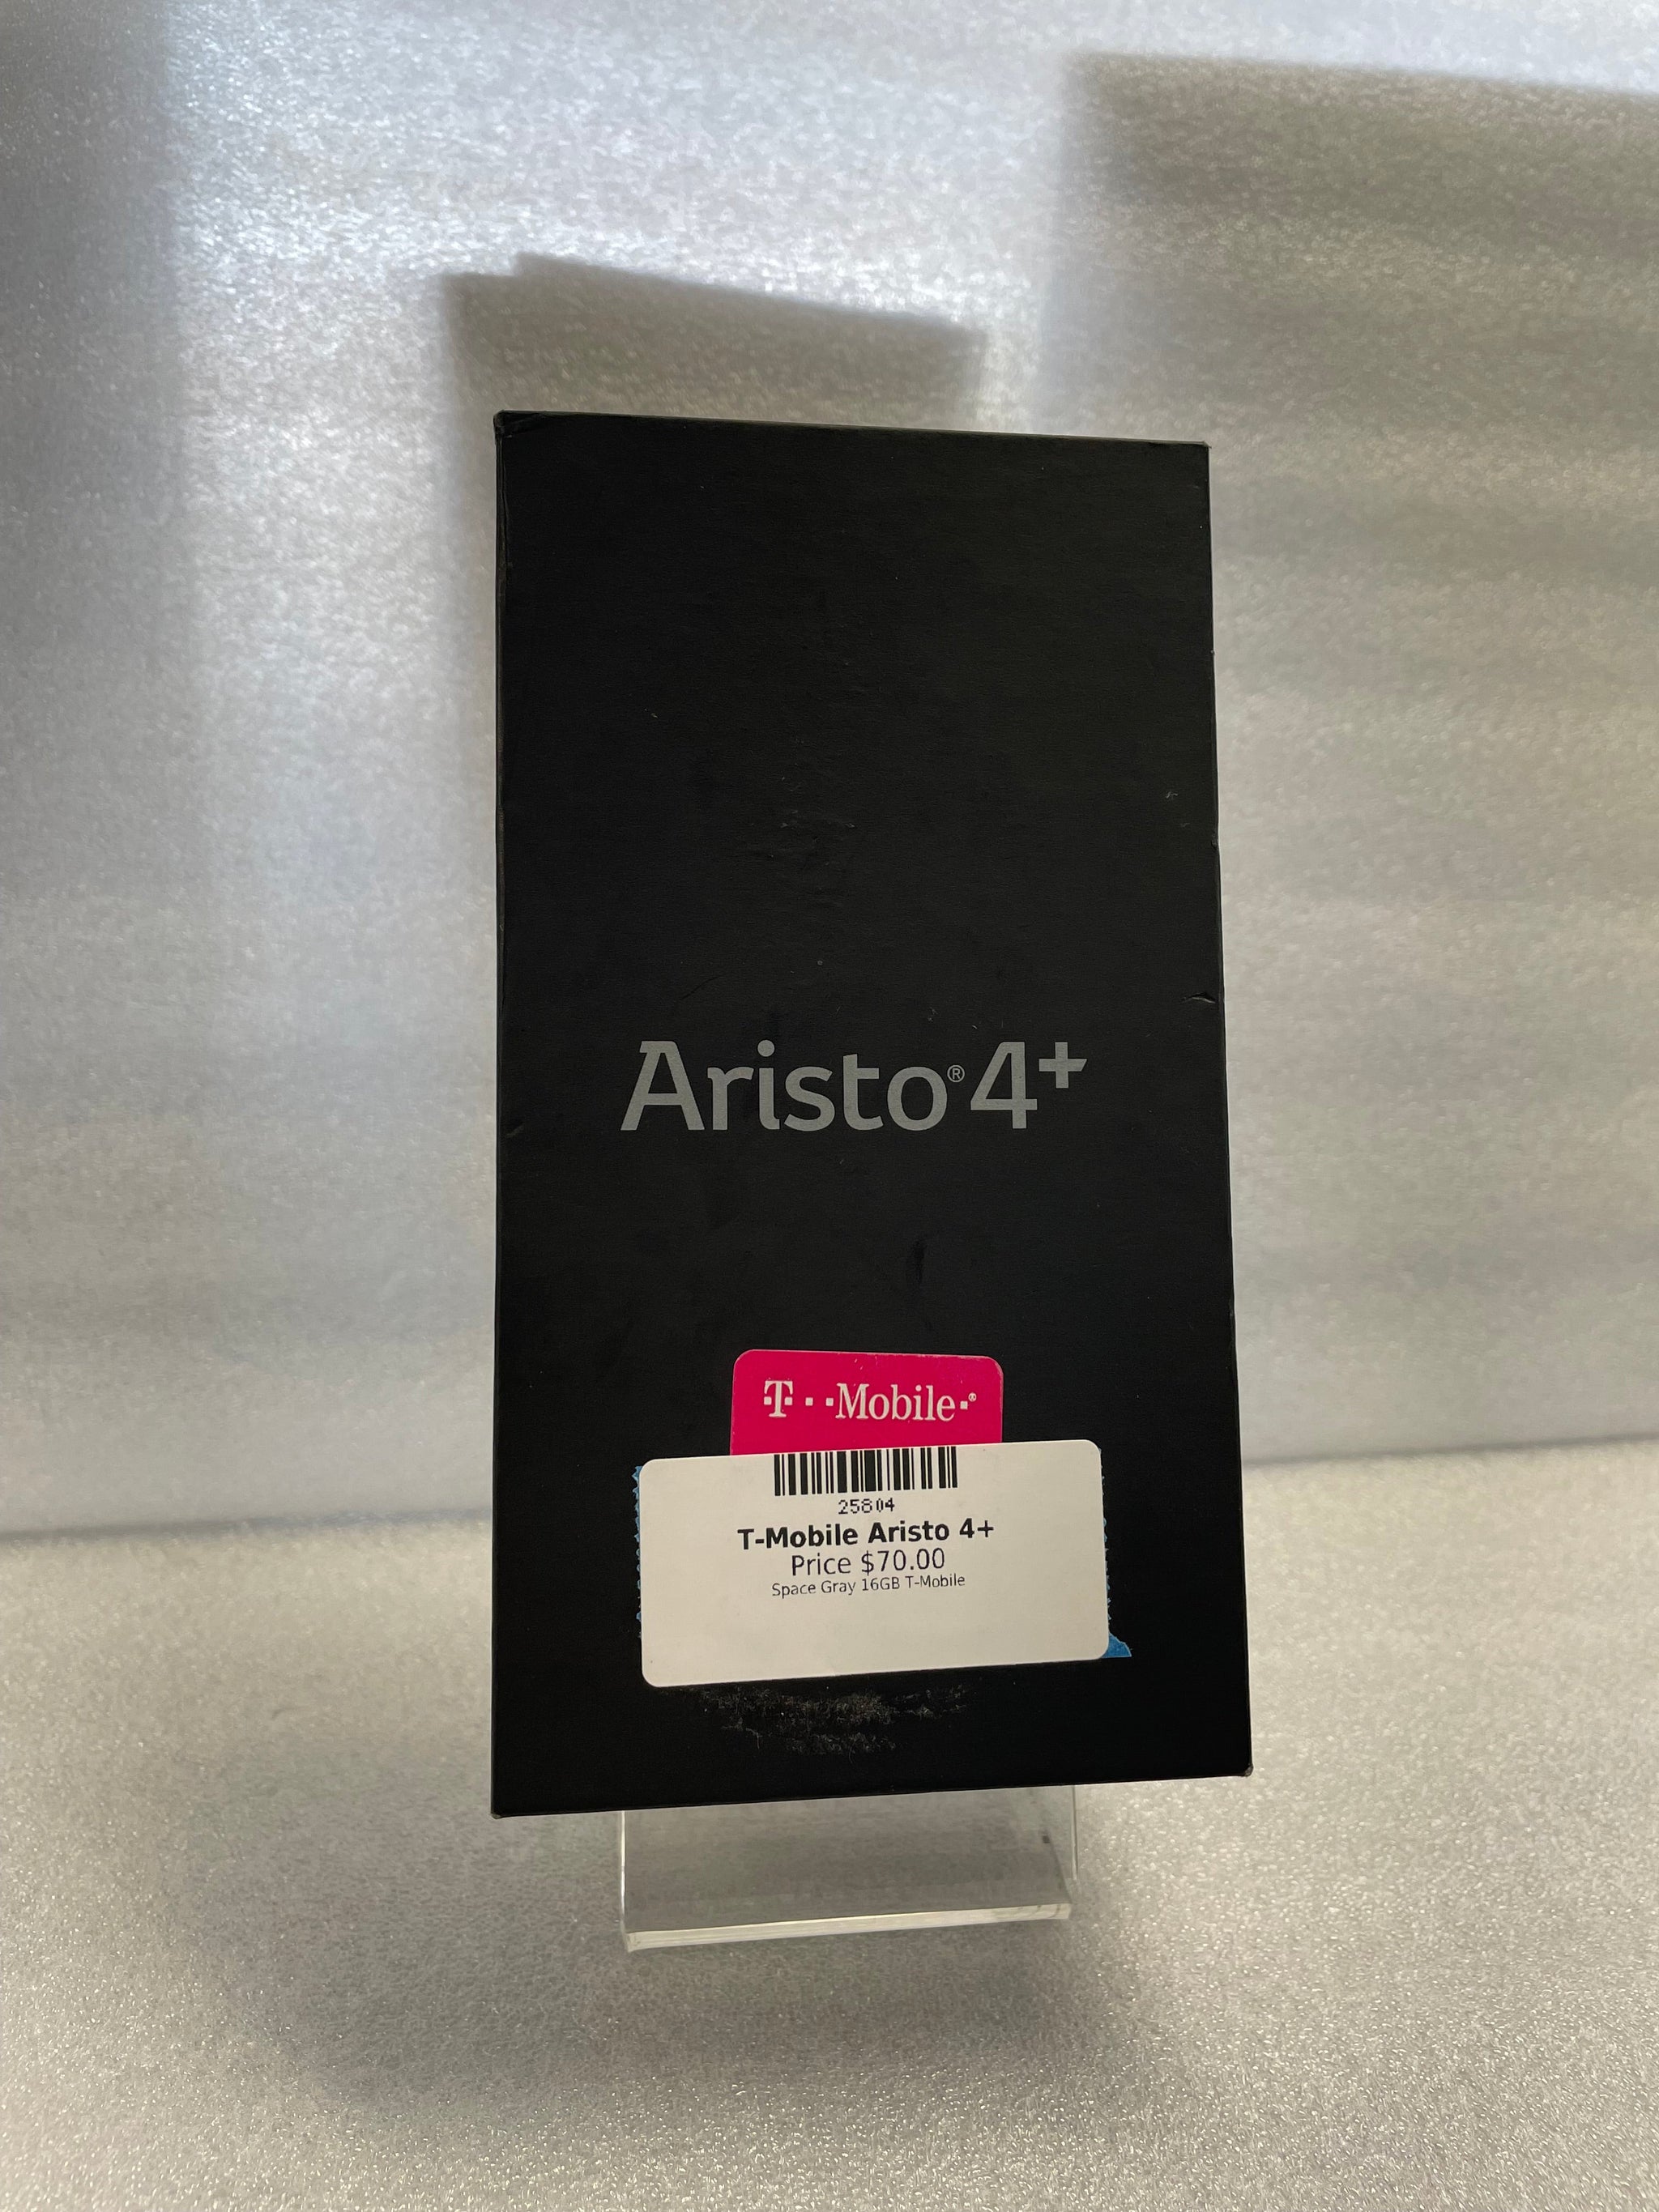 Aristo® 4+
T··Mobile·®
25804
T-Mobile Aristo 4+
Price $70.00
Space Gray 16GB T-Mobile